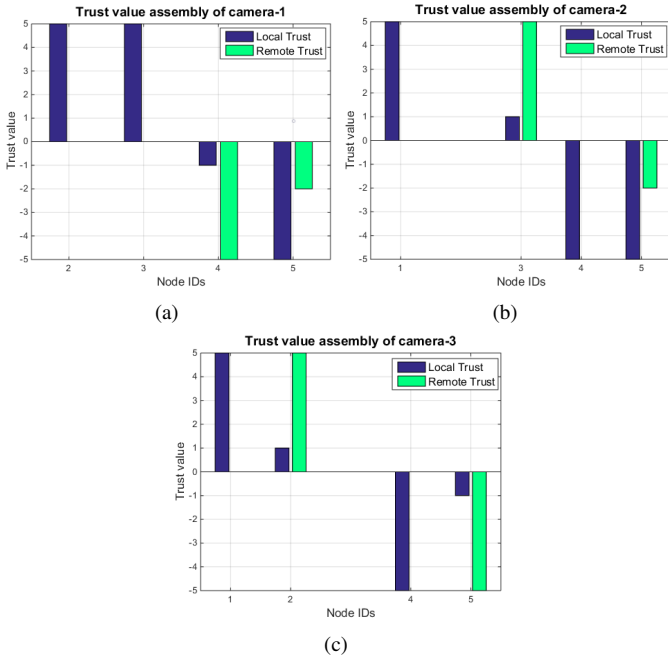 Trust value assembly of camera-1
Trust value
5
4
3
2
1
0
-1
-2
-3
-4
-5
Local Trust
Remote Trust
2 3 4 5
Node IDs
(a)
Trust value assembly of camera-2
Trust value
5
4
3
2
1
0
-1
-2
-3
-4
-5
Local Trust
Remote Trust
1 3 4 5
Node IDs
(b)
Trust value assembly of camera-3
Trust value
5
4
3
2
1
0
-1
-2
-3
-4
-5
Local Trust
Remote Trust
1 2 4 5
Node IDs
(c)